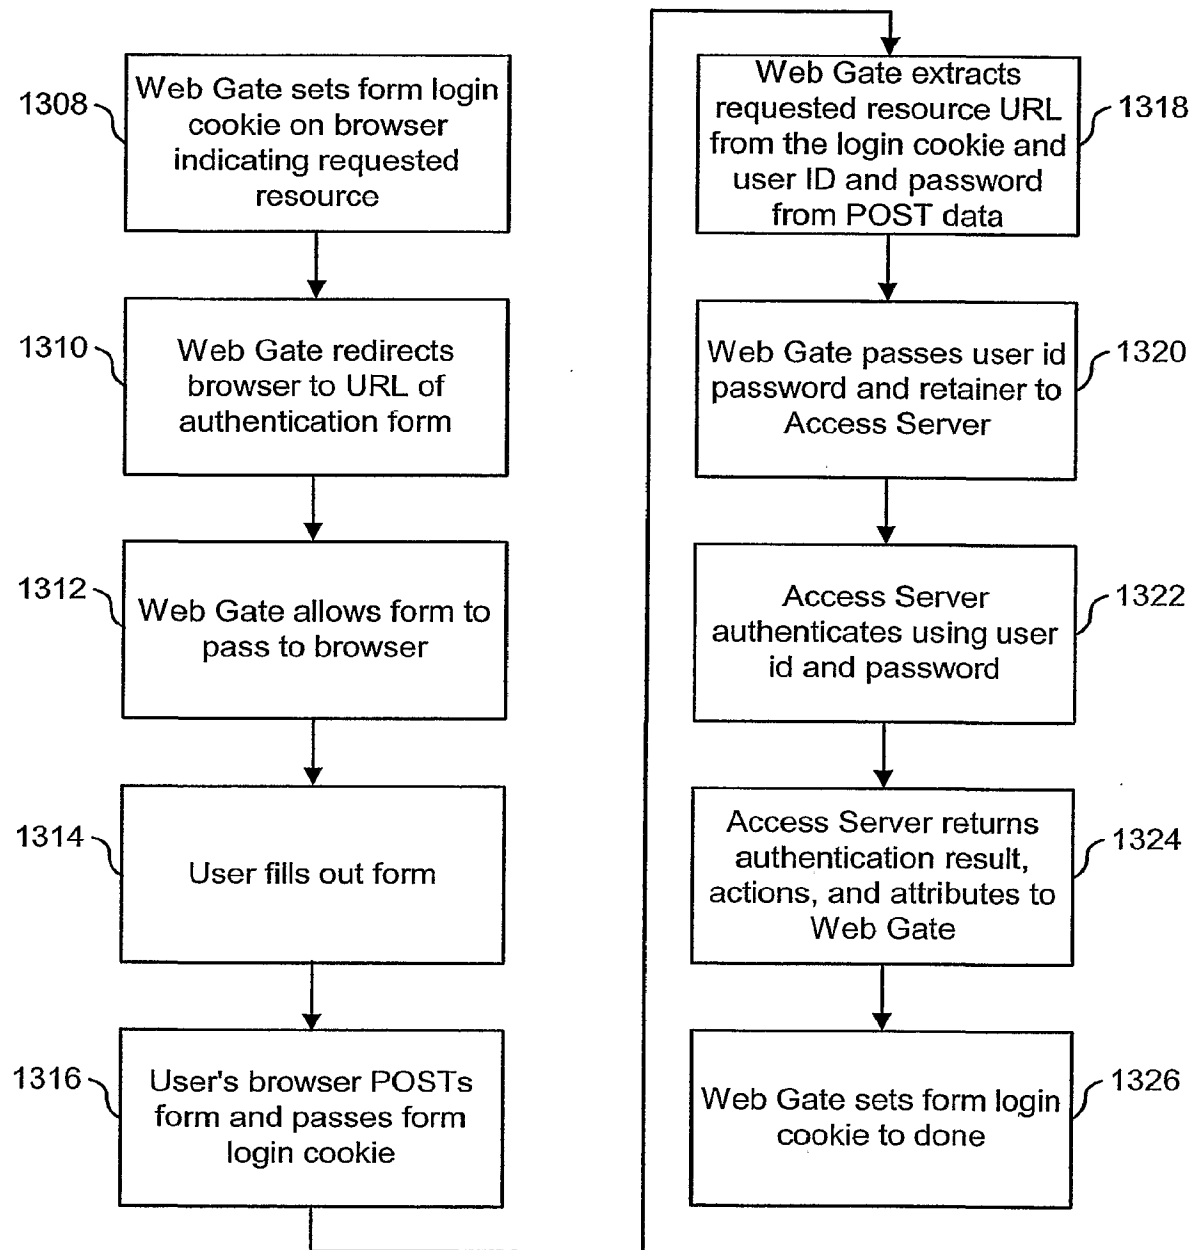 1308
Web Gate sets form login
cookie on browser
indicating requested
resource
1310
Web Gate redirects
browser to URL of
authentication form
1312
Web Gate allows form to
pass to browser
1314
User fills out form
1316
User's browser POSTs
form and passes form
login cookie
Web Gate extracts
requested resource URL
from the login cookie and
user ID and password
from POST data
1318
Web Gate passes user id
password and retainer to
Access Server
1320
Access Server
authenticates using user
id and password
1322
Access Server returns
authentication result,
actions, and attributes to
Web Gate
1324
Web Gate sets form login
cookie to done
1326